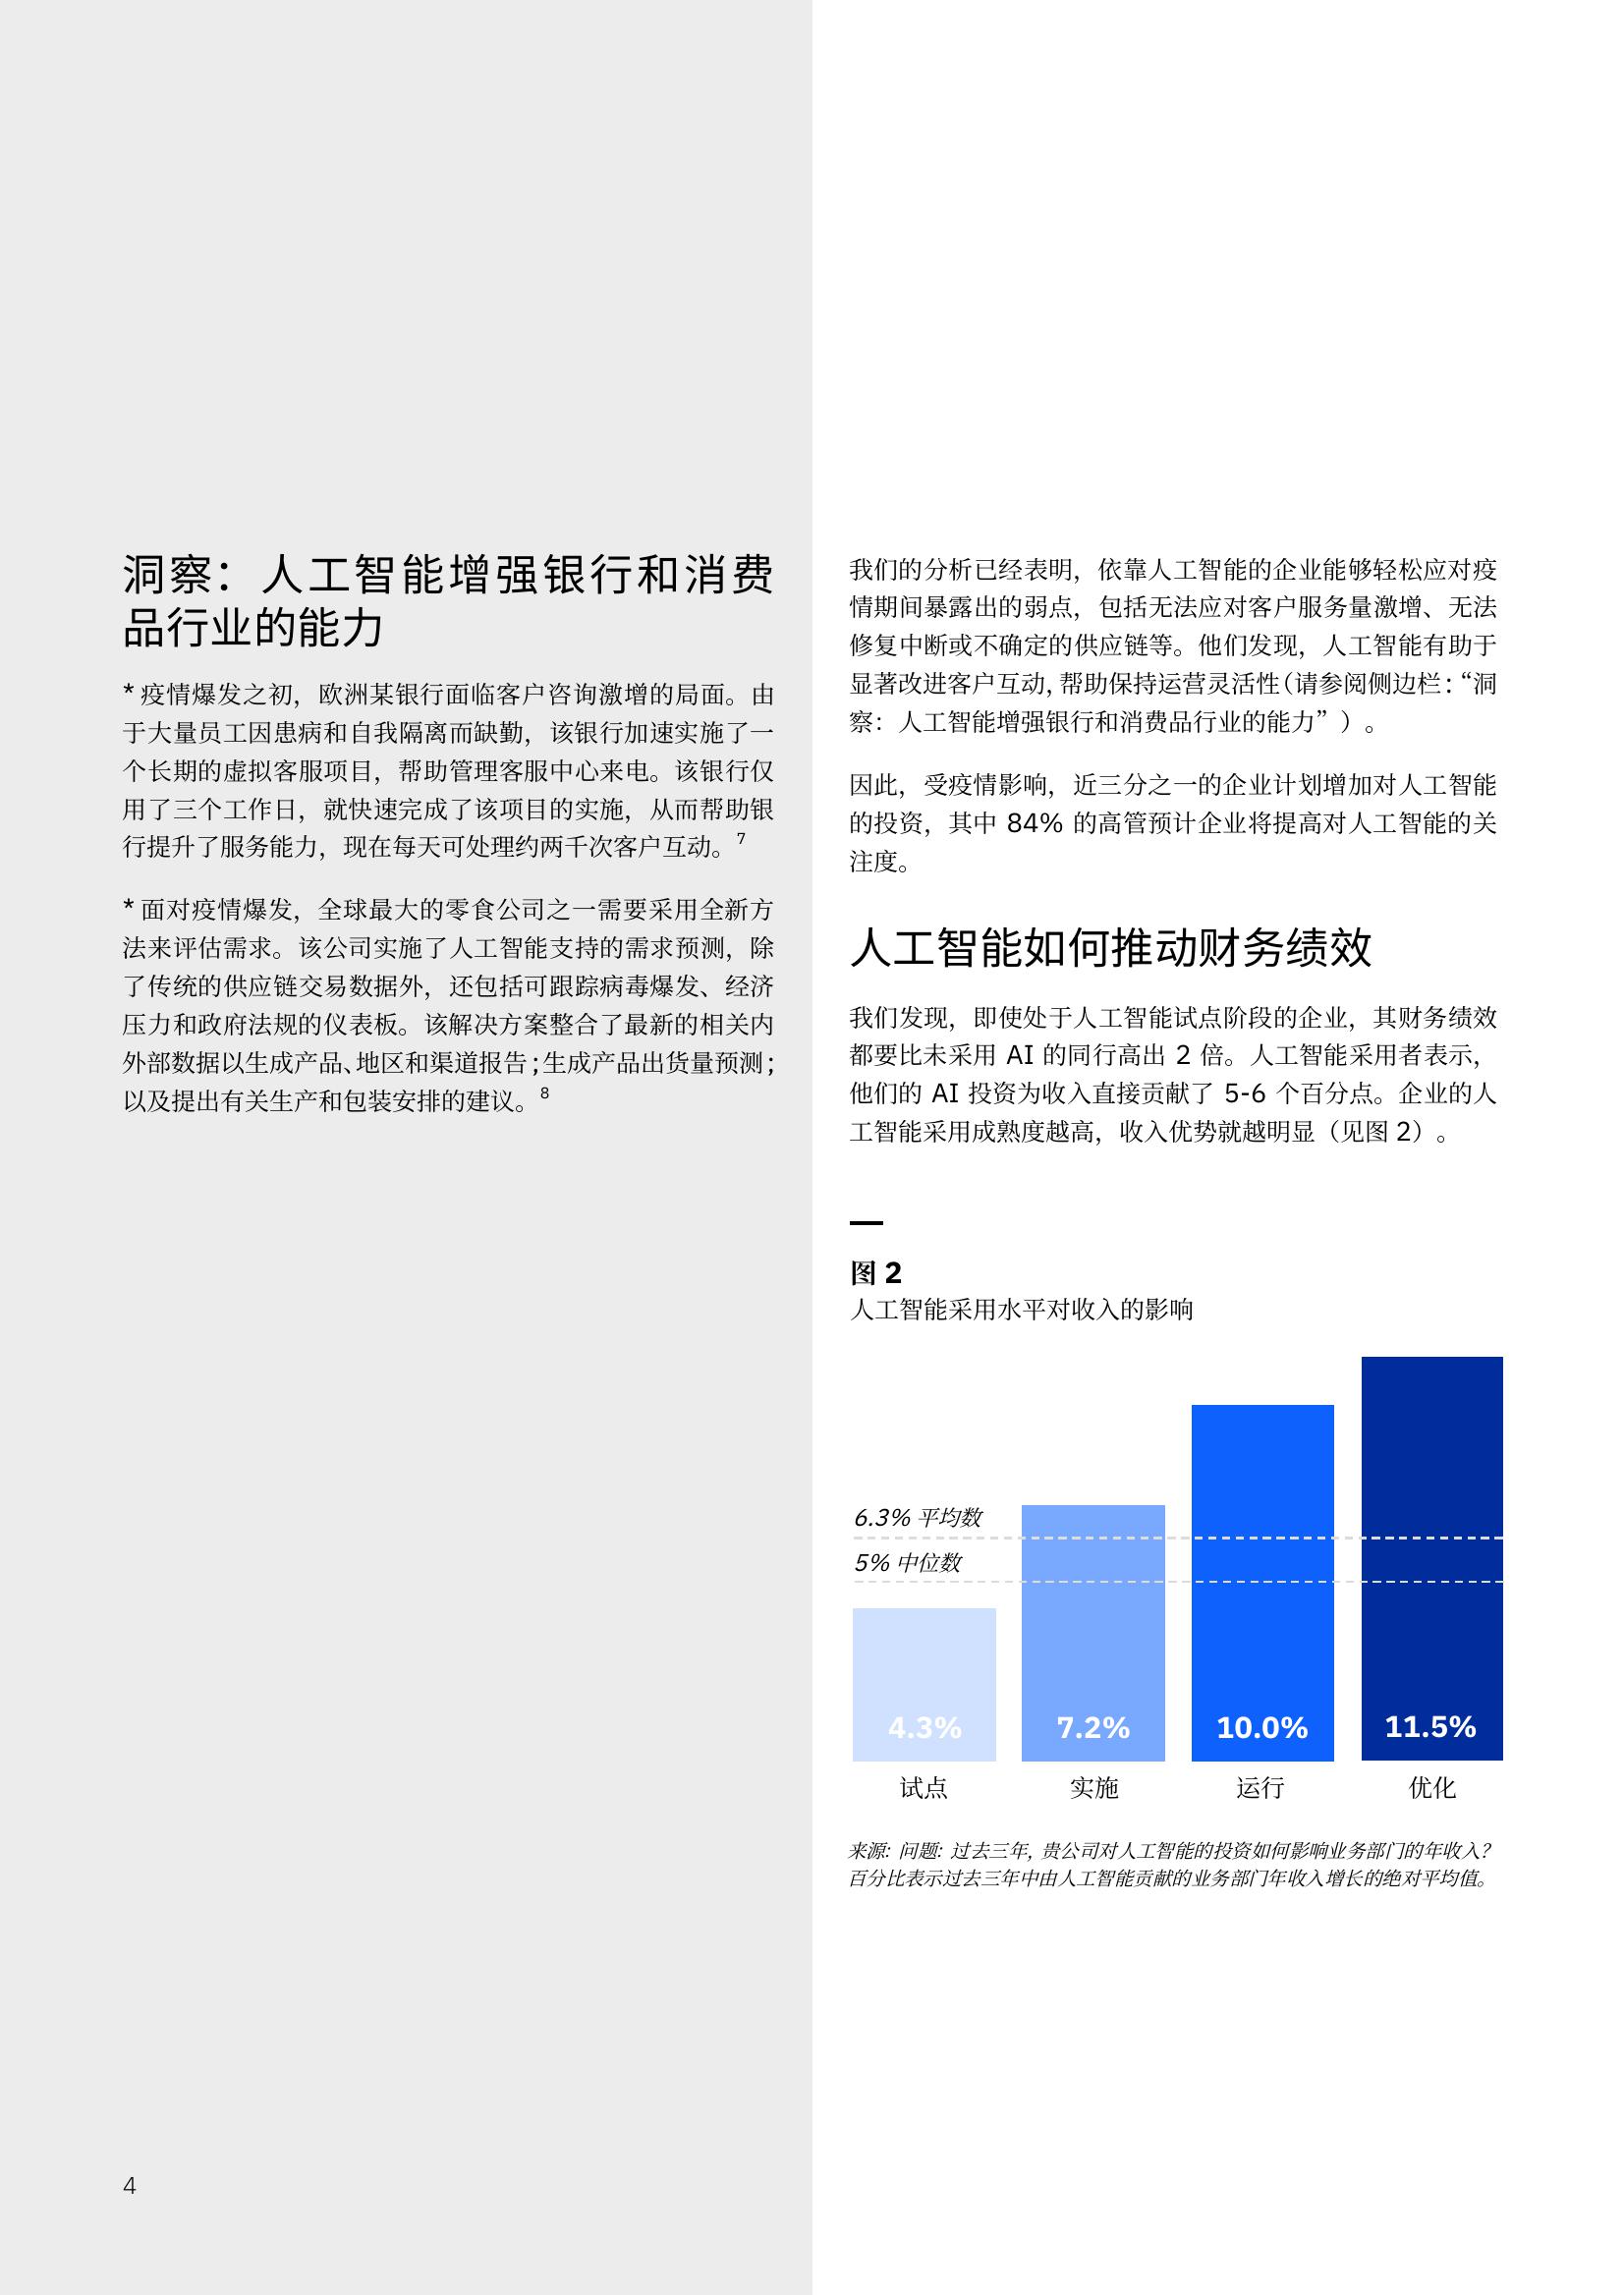 洞察：人工智能增强银行和消费
品行业的能力
* 疫情爆发之初，欧洲某银行面临客户咨询激增的局面。由
于大量员工因患病和自我隔离而缺勤，该银行加速实施了一
个长期的虚拟客服项目，帮助管理客服中心来电。该银行仅
用了三个工作日，就快速完成了该项目的实施，从而帮助银
行提升了服务能力，现在每天可处理约两千次客户互动。7
* 面对疫情爆发，全球最大的零食公司之一需要采用全新方
法来评估需求。该公司实施了人工智能支持的需求预测，除
了传统的供应链交易数据外，还包括可跟踪病毒爆发、经济
压力和政府法规的仪表板。该解决方案整合了最新的相关内
外部数据以生成产品、地区和渠道报告；生成产品出货量预测；
以及提出有关生产和包装安排的建议。8
我们的分析已经表明，依靠人工智能的企业能够轻松应对疫
情期间暴露出的弱点，包括无法应对客户服务量激增、无法
修复中断或不确定的供应链等。他们发现，人工智能有助于
显著改进客户互动，帮助保持运营灵活性（请参阅侧边栏：“洞
察：人工智能增强银行和消费品行业的能力”）。
因此，受疫情影响，近三分之一的企业计划增加对人工智能
的投资，其中 84% 的高管预计企业将提高对人工智能的关
注度。
人工智能如何推动财务绩效
我们发现，即使处于人工智能试点阶段的企业，其财务绩效
都要比未采用 AI 的同行高出 2 倍。人工智能采用者表示，
他们的 AI 投资为收入直接贡献了 5-6 个百分点。企业的人
工智能采用成熟度越高，收入优势就越明显（见图 2）。
图 2
人工智能采用水平对收入的影响
6.3% 平均数
5% 中位数
4.3% 7.2% 10.0% 11.5%
试点 实施 运行 优化
来源：问题：过去三年，贵公司对人工智能的投资如何影响业务部门的年收入？
百分比表示过去三年中由人工智能贡献的业务部门年收入增长的绝对平均值。
4